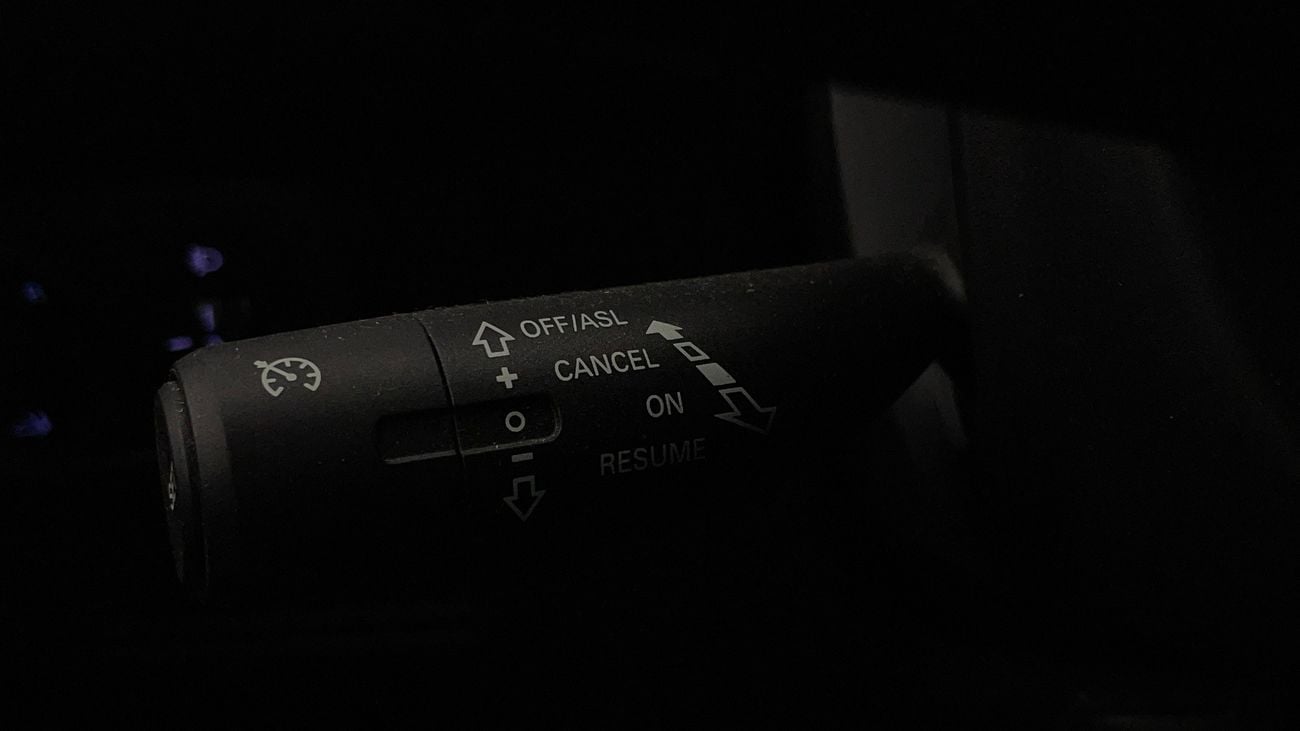 OFF/ASL
+
CANCEL
ON
O
-
RESUME